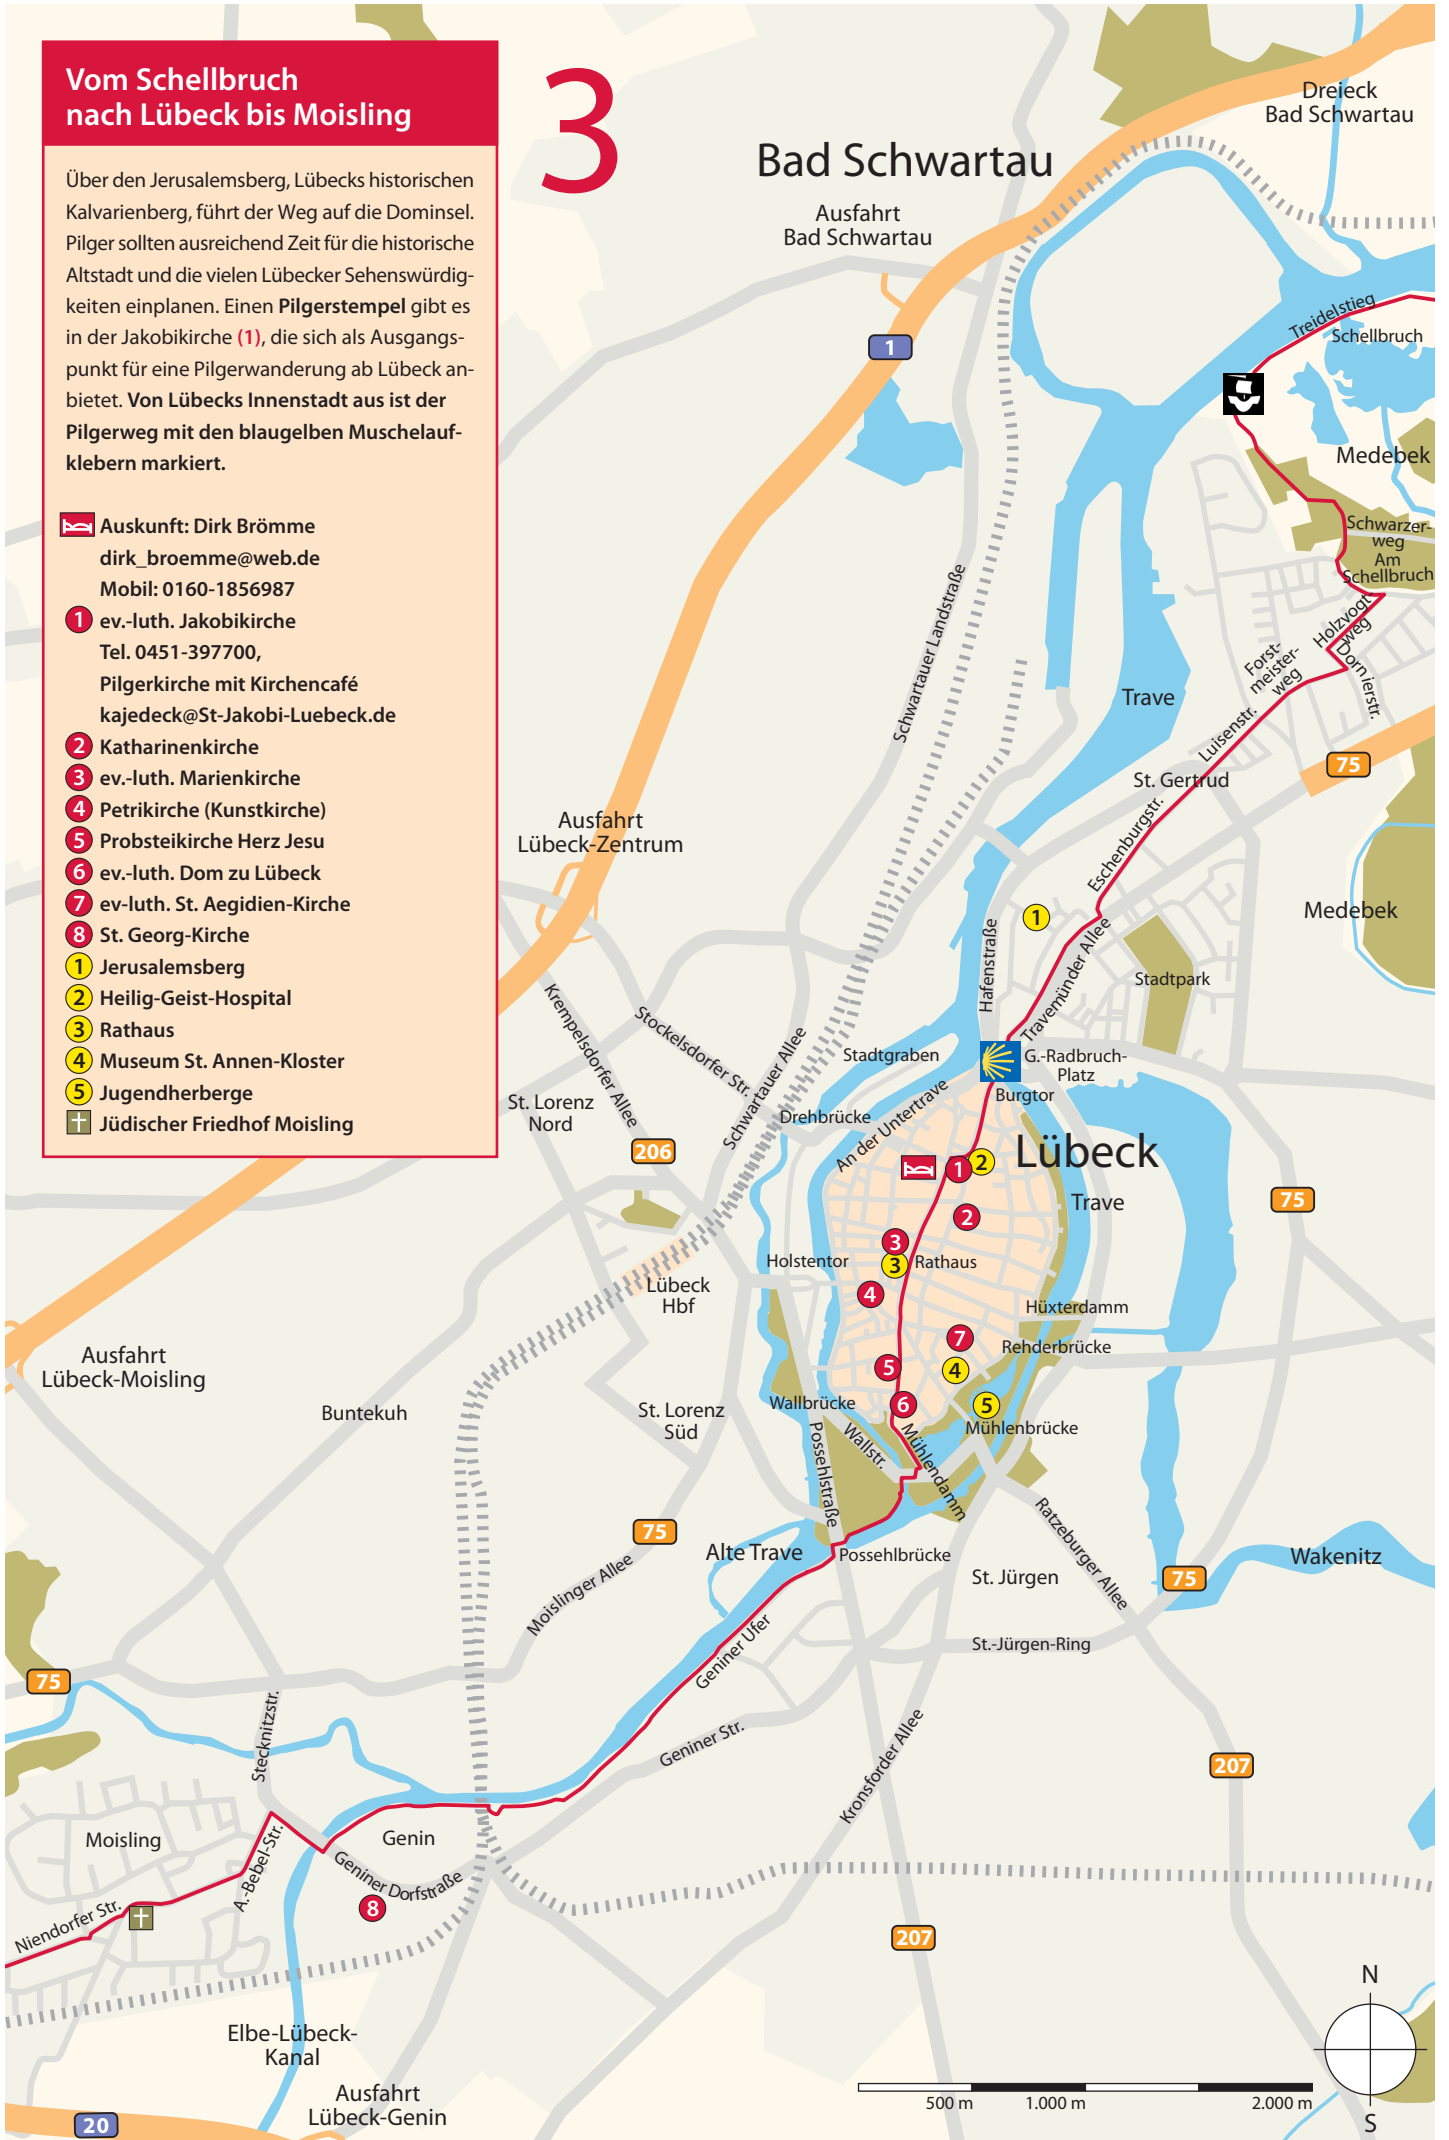 Vom Schellbruch
nach Lübeck bis Moisling
Über den Jerusalemsberg, Lübecks historischen
Kalvarienberg, führt der Weg auf die Dominsel.
Pilger sollten ausreichend Zeit für die historische
Altstadt und die vielen Lübecker Sehenswürdig-
keiten einplanen. Einen Pilgerstempel gibt es
in der Jakobikirche (1), die sich als Ausgangs-
punkt für eine Pilgerwanderung ab Lübeck an-
bietet. Von Lübecks Innenstadt aus ist der
Pilgerweg mit den blaugelben Muschelauf-
klebern markiert.
Auskunft: Dirk Brömme
dirk_broemme@web.de
Mobil: 0160-1856987
1 ev.-luth. Jakobikirche
Tel. 0451-397700,
Pilgerkirche mit Kirchencafé
kajedeck@St-Jakobi-Luebeck.de
2 Katharinenkirche
3 ev.-luth. Marienkirche
4 Petrikirche (Kunstkirche)
5 Probsteikirche Herz Jesu
6 ev.-luth. Dom zu Lübeck
7 ev-luth. St. Aegidien-Kirche
8 St. Georg-Kirche
1 Jerusalemsberg
2 Heilig-Geist-Hospital
3 Rathaus
4 Museum St. Annen-Kloster
5 Jugendherberge
Jüdischer Friedhof Moisling
3
Dreieck
Bad Schwartau
Bad Schwartau
Ausfahrt
Bad Schwartau
1
Treidelstieg
Schellbruch
Medebek
Schwarzer-
weg
Am
Schellbruch
Holzvogt-
weg
Dornierstr.
Forst-
meister-
weg
Luisenstr.
75
Trave
Schwartauer Landstraße
St. Gertrud
Eschenburgstr.
Ausfahrt
Lübeck-Zentrum
Medebek
1
Hafenstraße
Travemünder Allee
Stadtpark
Krempelsdorfer Allee
Stockelsdorfer Str.
Schwartauer Allee
Stadtgraben
G.-Radbruch-
Platz
Burgtor
An der Untertrave
Drehbrücke
St. Lorenz
Nord
206
Lübeck
1
2
Trave
75
2
3
3
Rathaus
Holstentor
4
Lübeck
Hbf
Hüxterdamm
7
Rehderbrücke
5
4
Ausfahrt
Lübeck-Moisling
Buntekuh
St. Lorenz
Süd
Wallbrücke
6
5
Mühlenbrücke
Possehlstraße
Wallstr.
Mühlendamm
Ratzeburger Allee
75
Moislinger Allee
Alte Trave
Possehlbrücke
St. Jürgen
Wakenitz
75
St.-Jürgen-Ring
Geniner Ufer
75
Stecknitzstr.
Geniner Str.
Kronsforder Allee
207
Moisling
Genin
A.-Bebel-Str.
Geniner Dorfstraße
8
Niendorfer Str.
207
Elbe-Lübeck-
Kanal
Ausfahrt
Lübeck-Genin
20
N
S
500 m
1.000 m
2.000 m